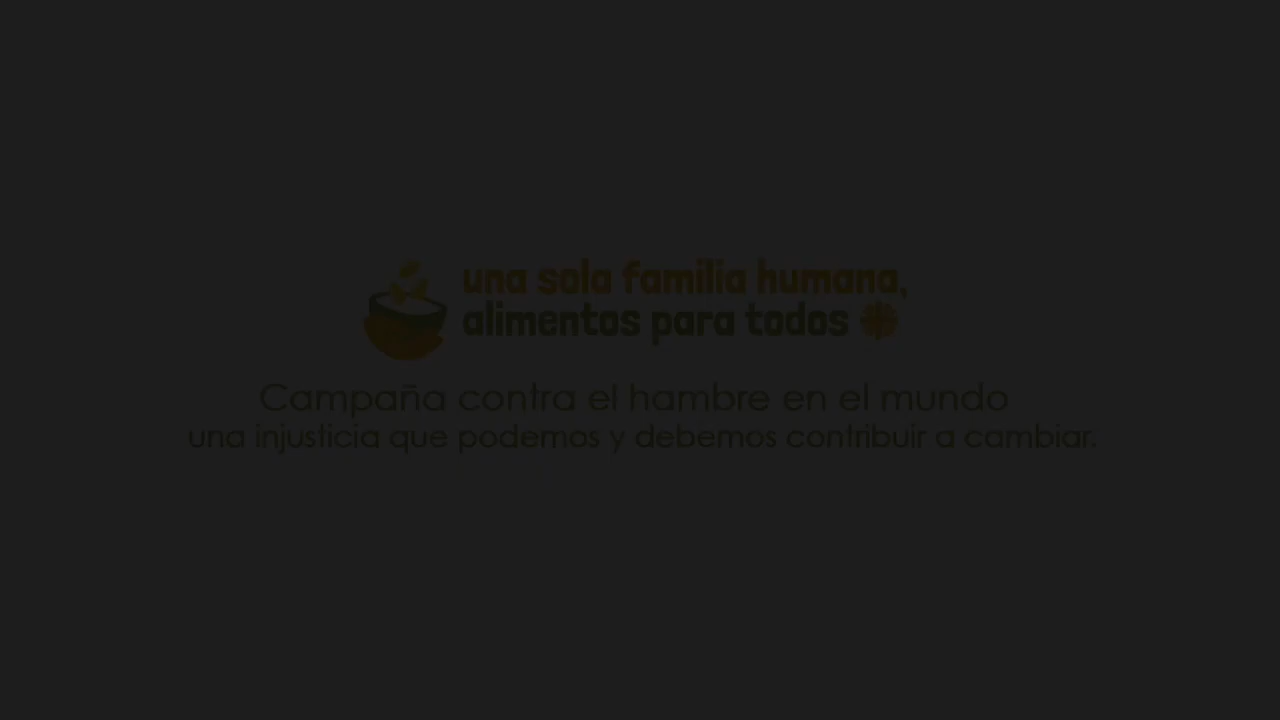 una sola familia humana,
alimentos para todos
Campaña contra el hambre en el mundo
una injusticia que podemos y debemos contribuir a cambiar.